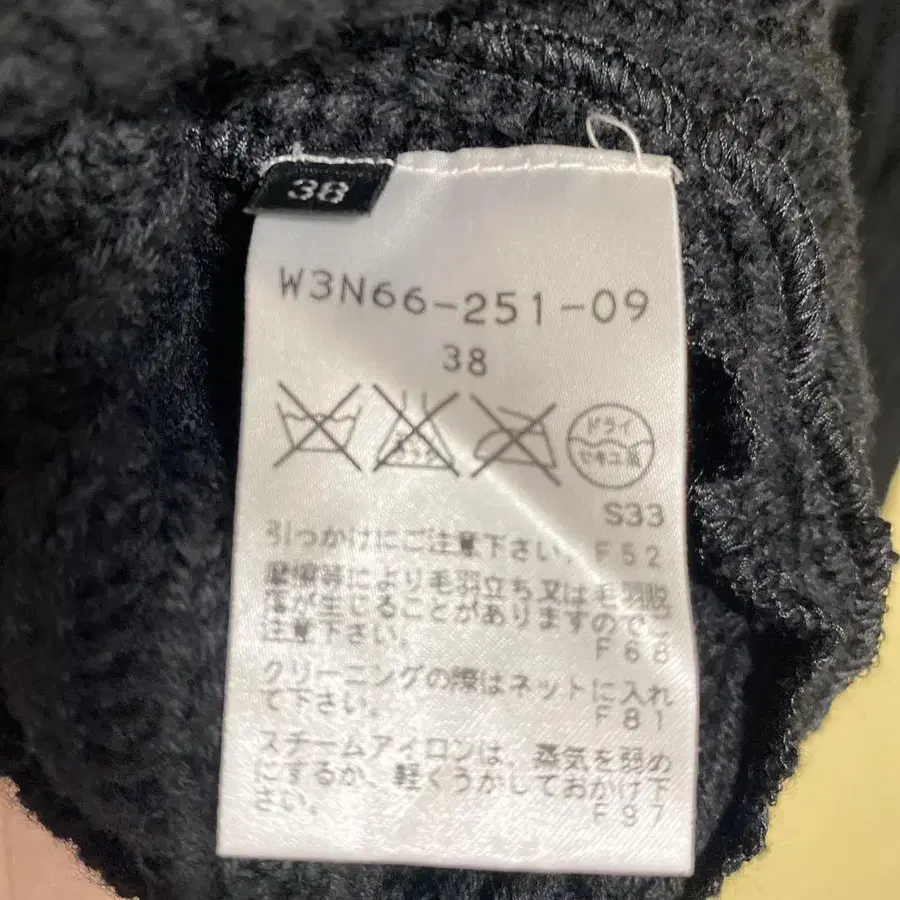 38
W3N66-251-09
38
ドライ
セキユ系
S33
引っかけにご注意下さい。F52
摩擦等により毛羽立ち又は毛羽脱
落が生じることがありますので、ご
注意下さい。 F68
クリーニングの際はネットに入れ
て下さい。 F81
スチームアイロンは、蒸気を弱め
にするか、軽くうかしておかけ下
さい。 F97